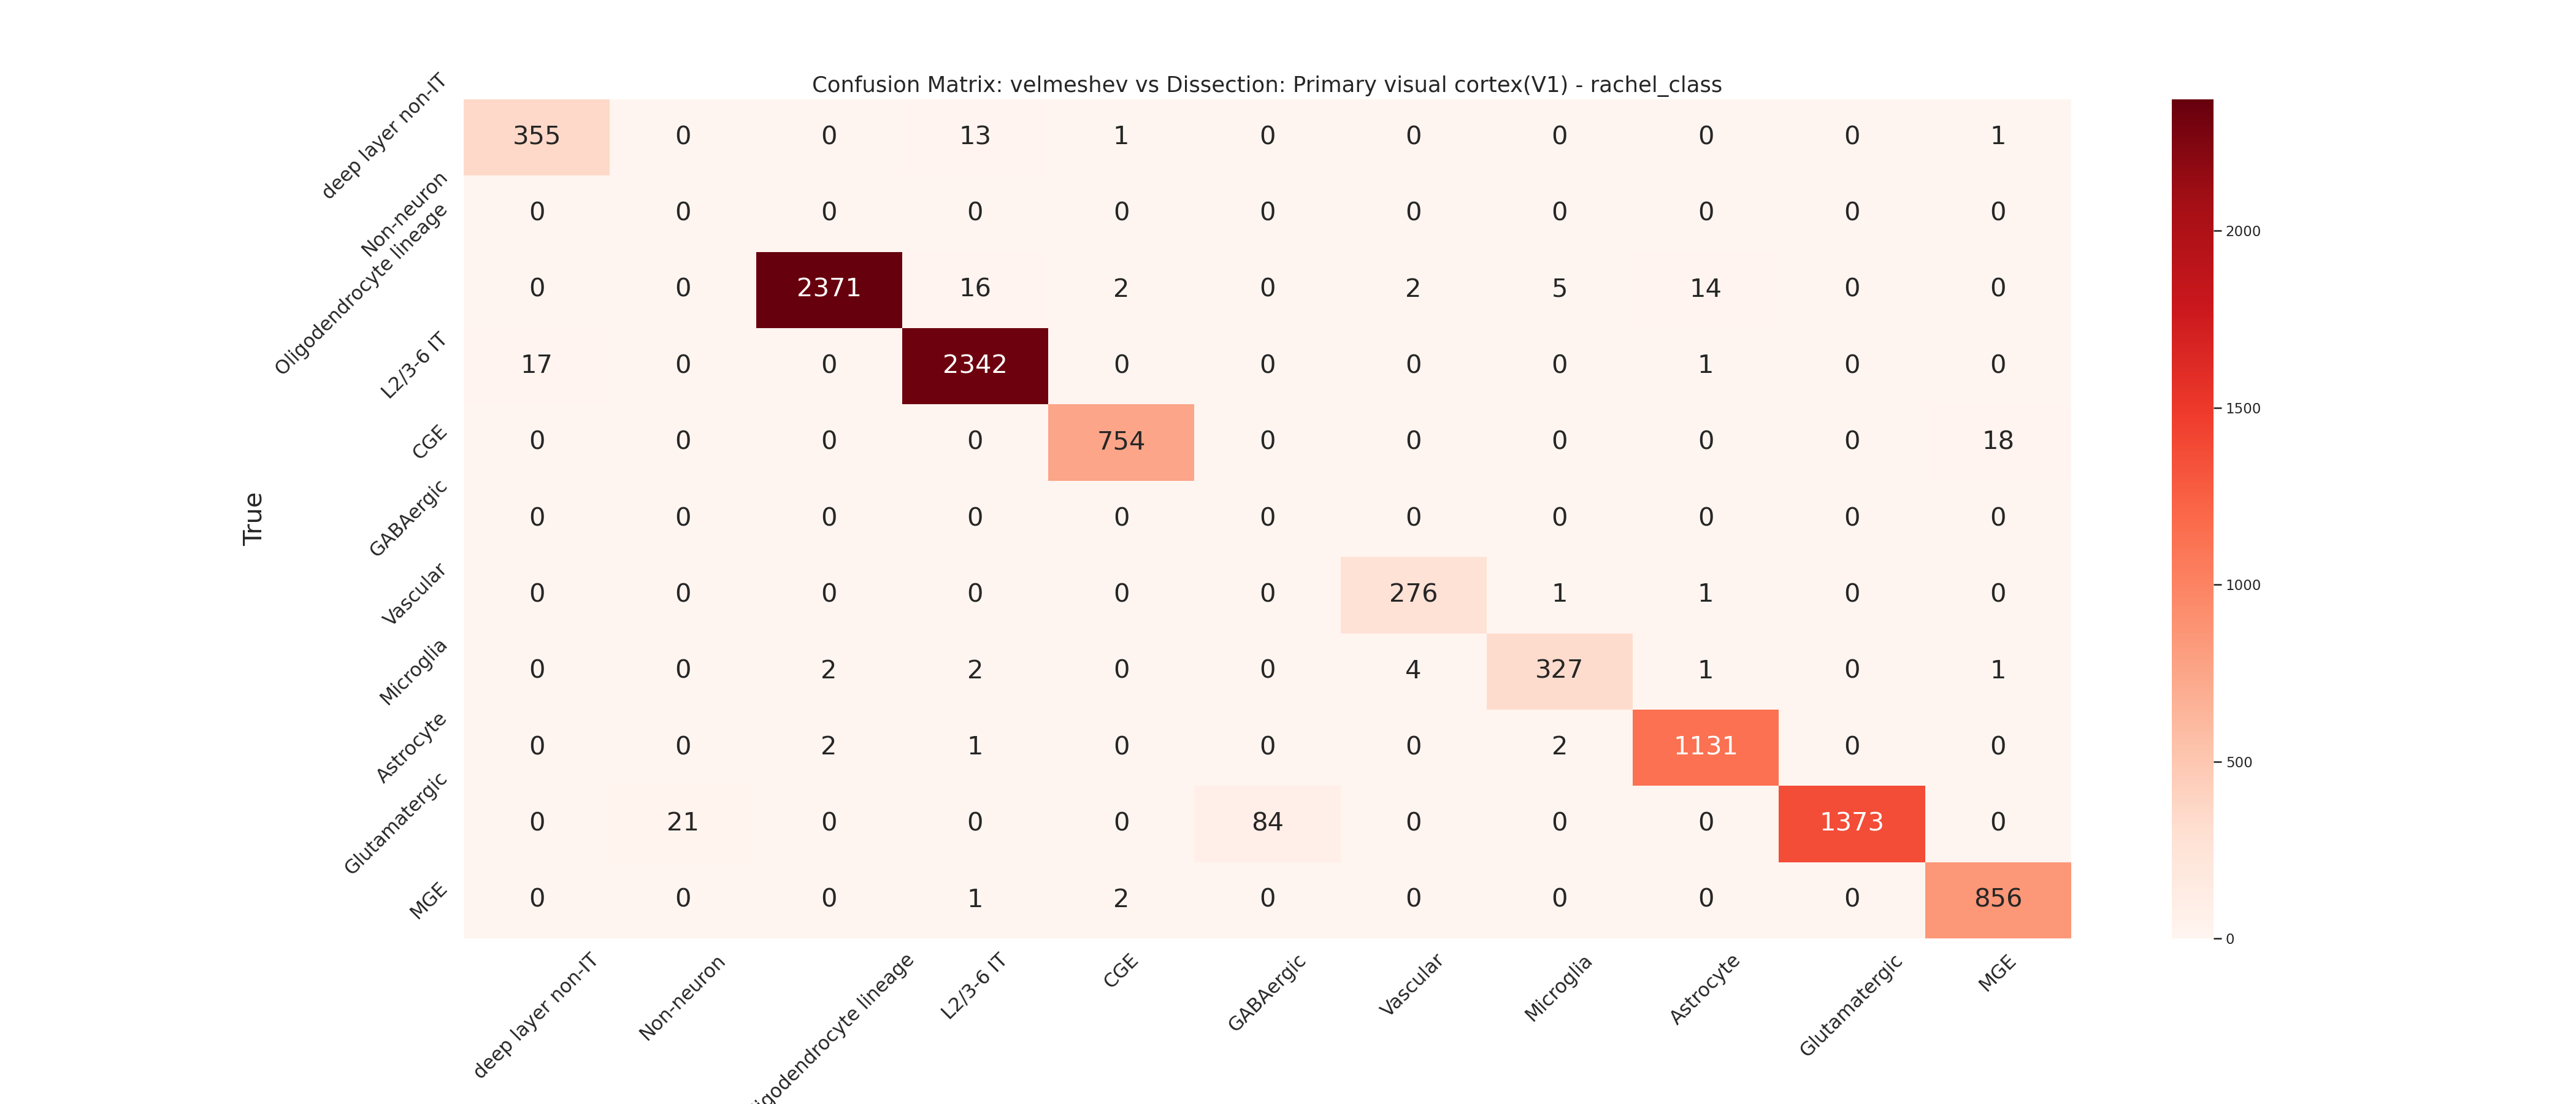 Confusion Matrix: velmeshev vs Dissection: Primary visual cortex(V1) - rachel_class
True
deep layer non-IT 355 0 0 13 1 0 0 0 0 0 1
Non-neuron 0 0 0 0 0 0 0 0 0 0 0
Oligodendrocyte lineage 0 0 2371 16 2 0 2 5 14 0 0
L2/3-6 IT 17 0 0 2342 0 0 0 0 1 0 0
CGE 0 0 0 0 754 0 0 0 0 0 18
GABAergic 0 0 0 0 0 0 0 0 0 0 0
Vascular 0 0 0 0 0 0 276 1 1 0 0
Microglia 0 0 2 2 0 0 4 327 1 0 1
Astrocyte 0 0 2 1 0 0 0 2 1131 0 0
Glutamatergic 0 21 0 0 0 84 0 0 0 1373 0
MGE 0 0 0 1 2 0 0 0 0 0 856
deep layer non-IT Non-neuron igodendrocyte lineage L2/3-6 IT CGE GABAergic Vascular Microglia Astrocyte Glutamatergic MGE
2000
1500
1000
500
0